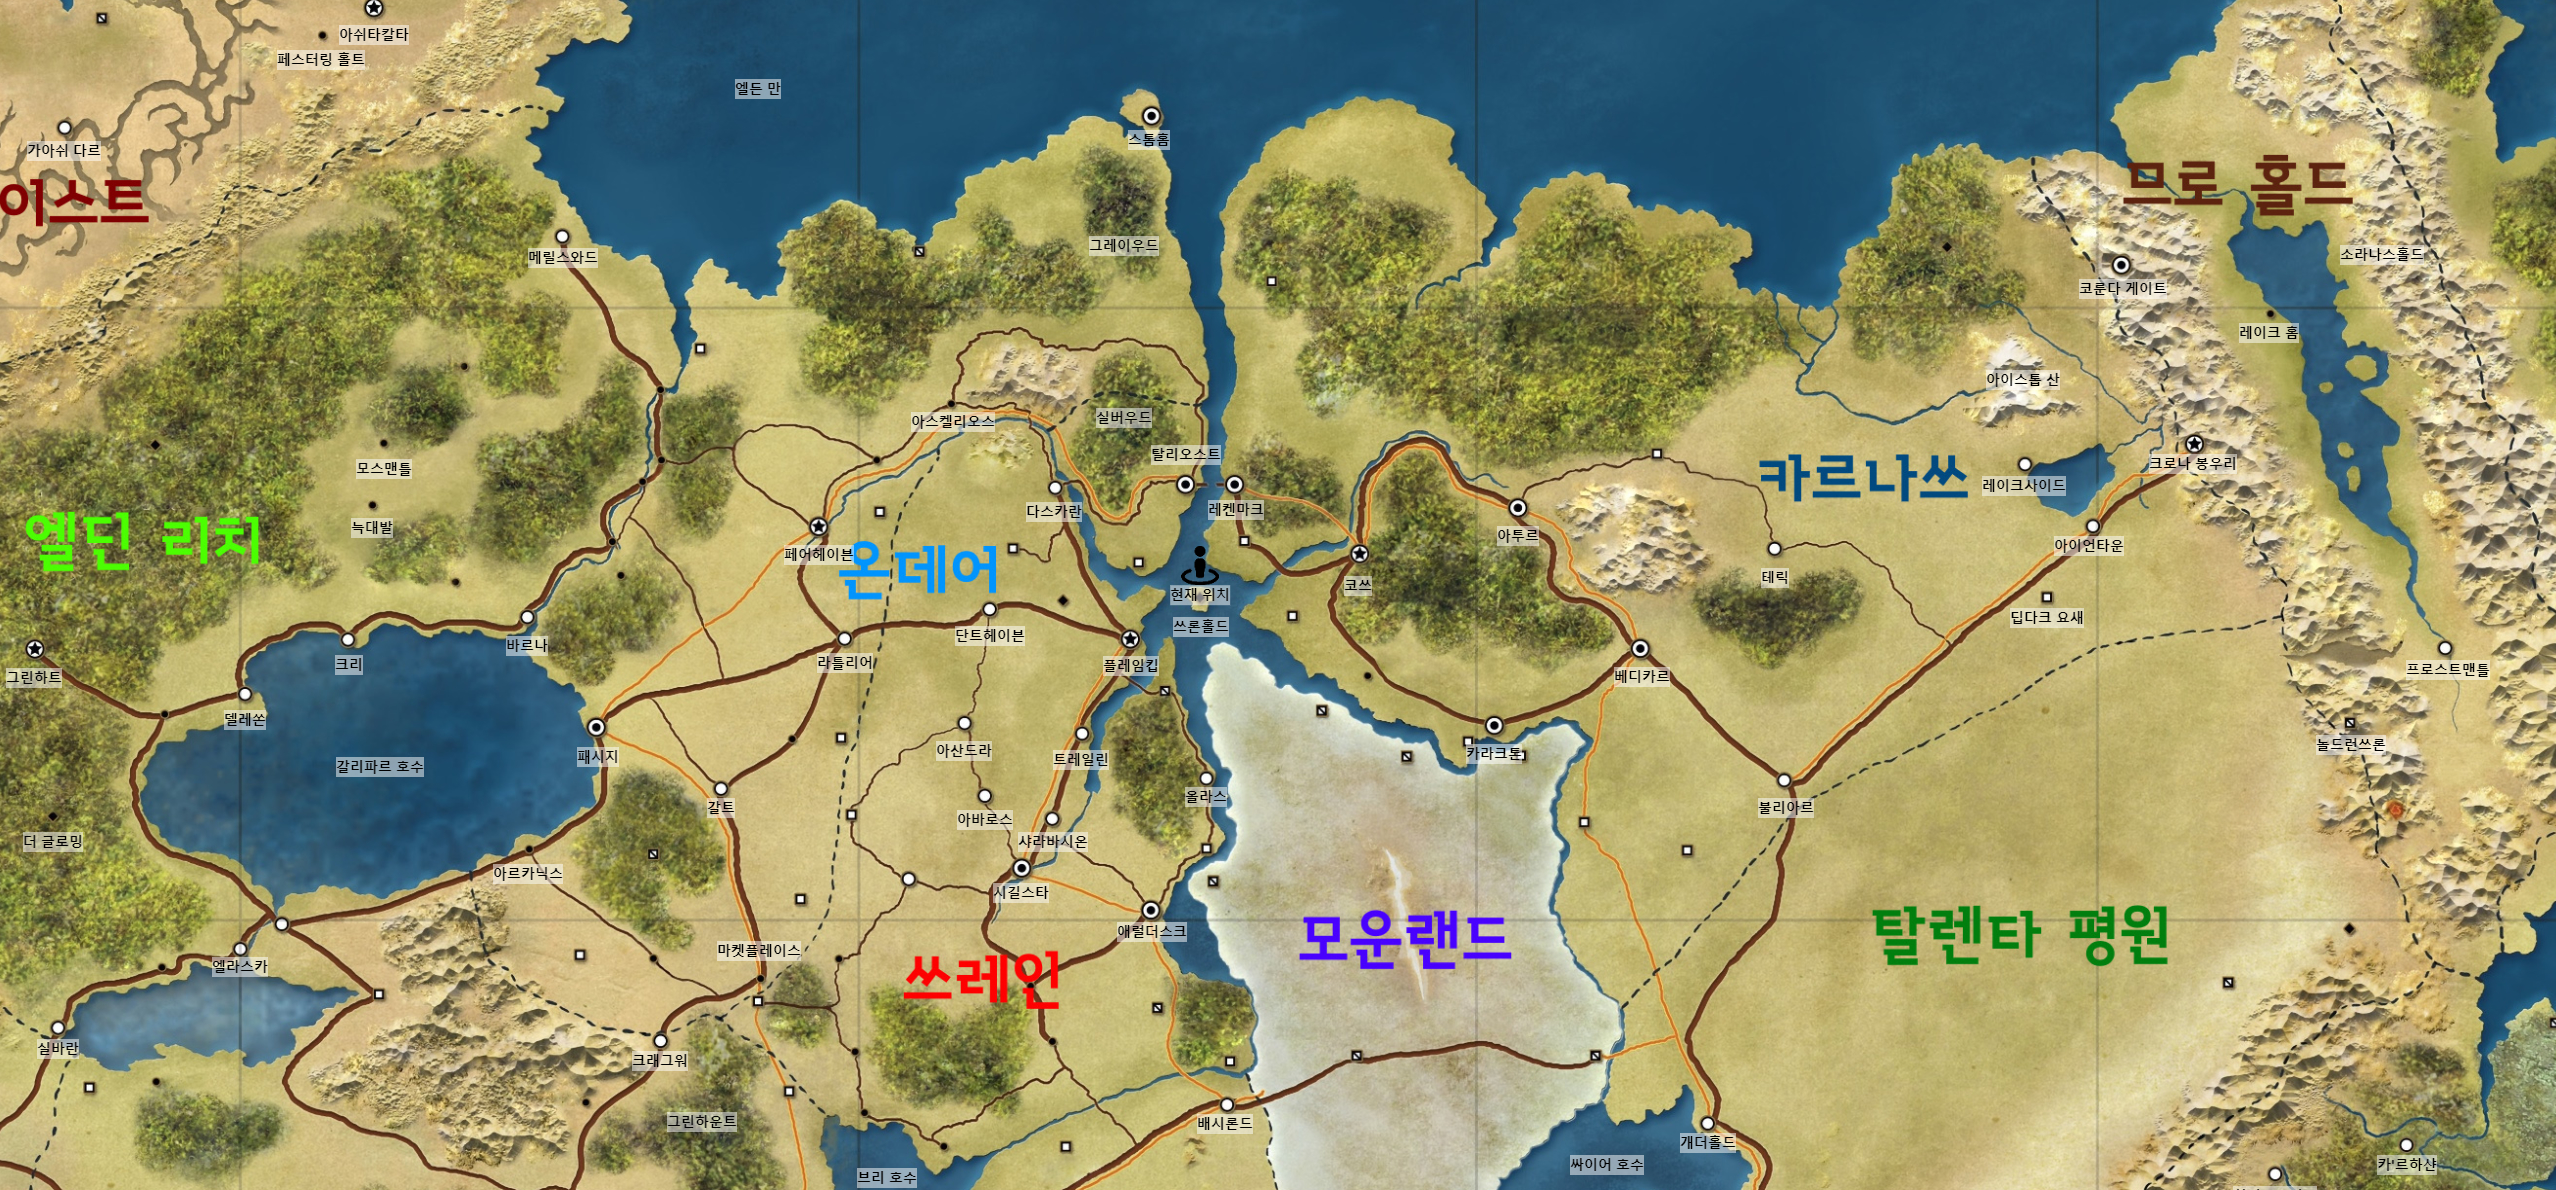 아쉬타칼타
페스터링 홀트
엘든 만
스톰홈
가아쉬 다르
이스트
므로 홀드
그레이우드
메릴스와드
소라나스홀드
코룬다 게이트
레이크 홈
아이스톱 산
아스켈리오스
실버우드
탈리오스트
모스맨틀
카르나쓰
크로나 봉우리
레이크사이드
늑대발
다스카란
레켄마크
엘딘 리치
아투르
페어헤이븐
온데어
아이언타운
테릭
코쓰
현재 위치
딥다크 요새
쓰론홀드
단트헤이븐
바르나
크리
라틀리어
플레임킵
그린하트
베디카르
프로스트맨틀
델레쏜
놀드런쓰론
아산드라
트레일린
카라크톤
패시지
갈리파르 호수
올라스
갈트
불리아르
아바로스
더 글로밍
샤라바시온
아르카닉스
시길스타
애럴더스크
모운랜드
탈렌타 평원
마켓플레이스
엘라스카
쓰레인
실바란
크래그워
그린하운트
배시론드
개더홀드
브리 호수
싸이어 호수
카'르하샨